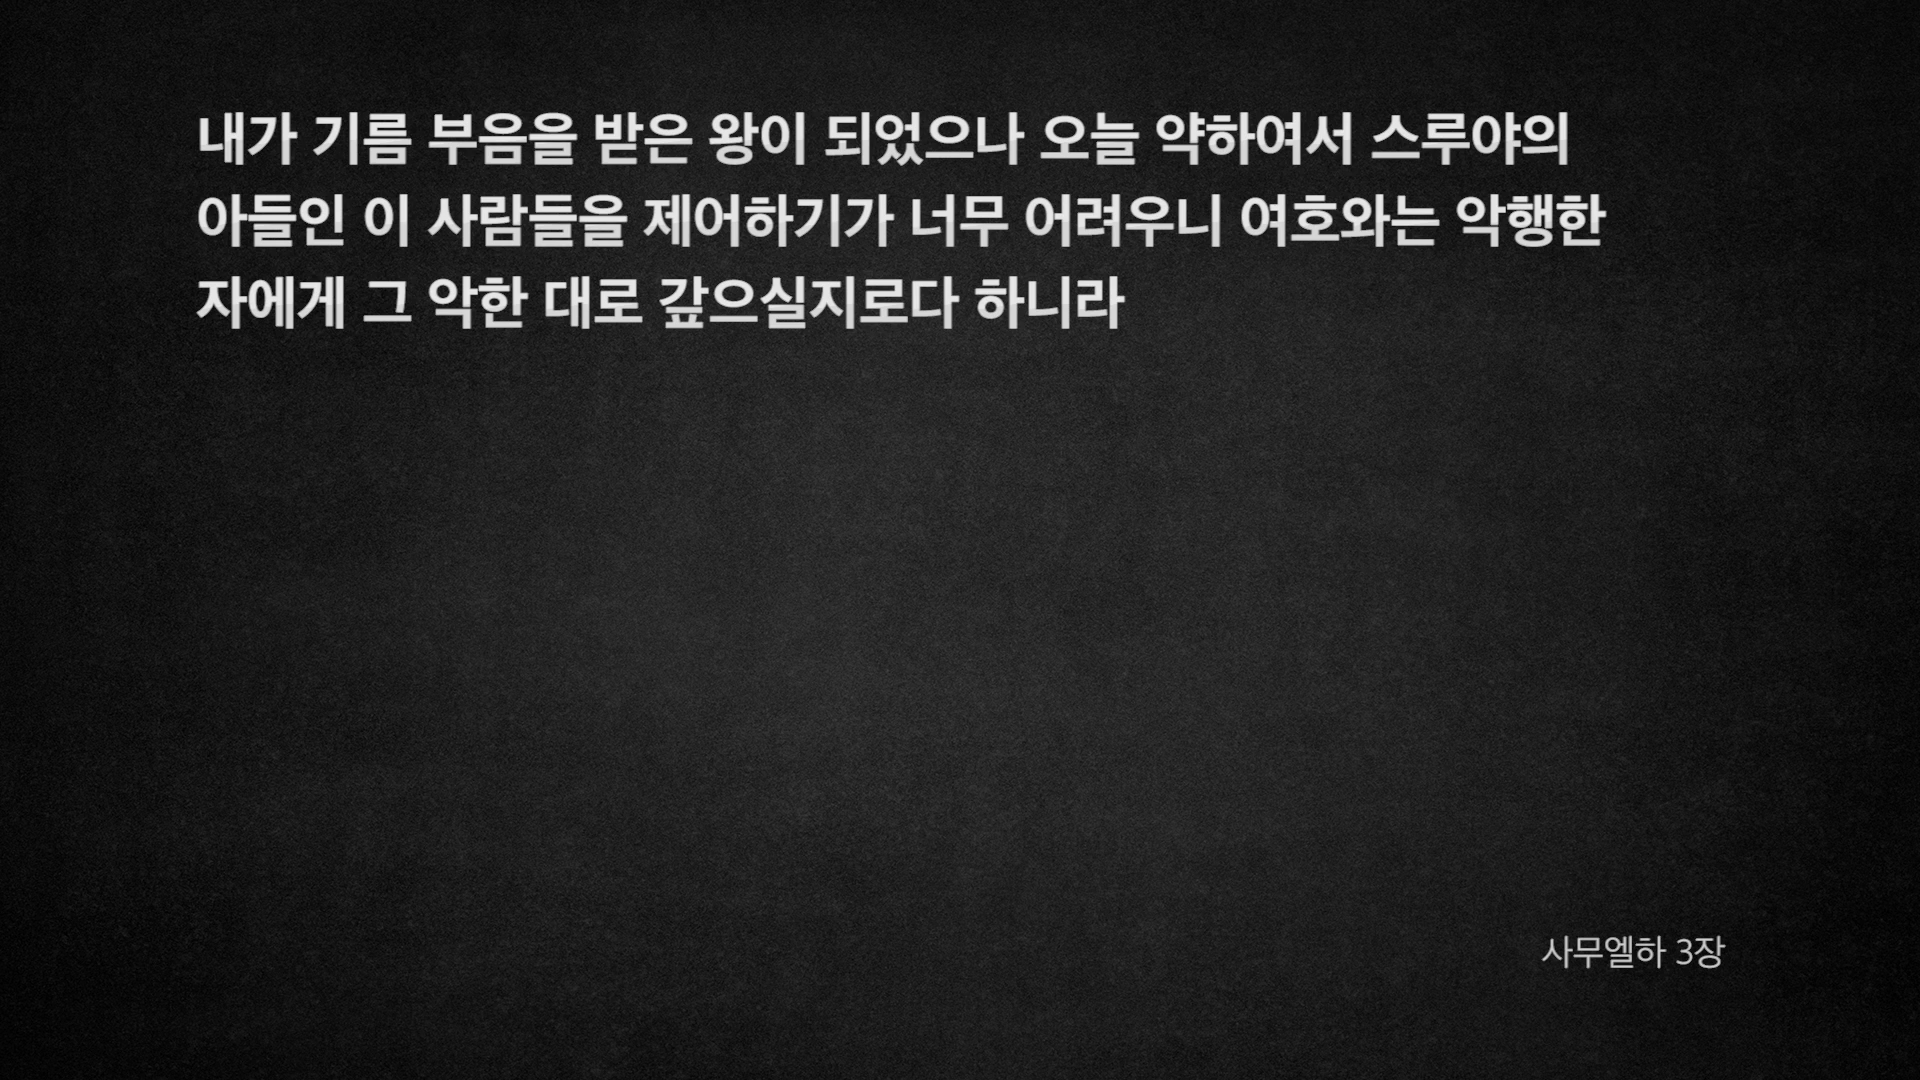 내가 기름 부음을 받은 왕이 되었으나 오늘 약하여서 스루야의
아들인 이 사람들을 제어하기가 너무 어려우니 여호와는 악행한
자에게 그 악한 대로 갚으실지로다 하니라
사무엘하 3장